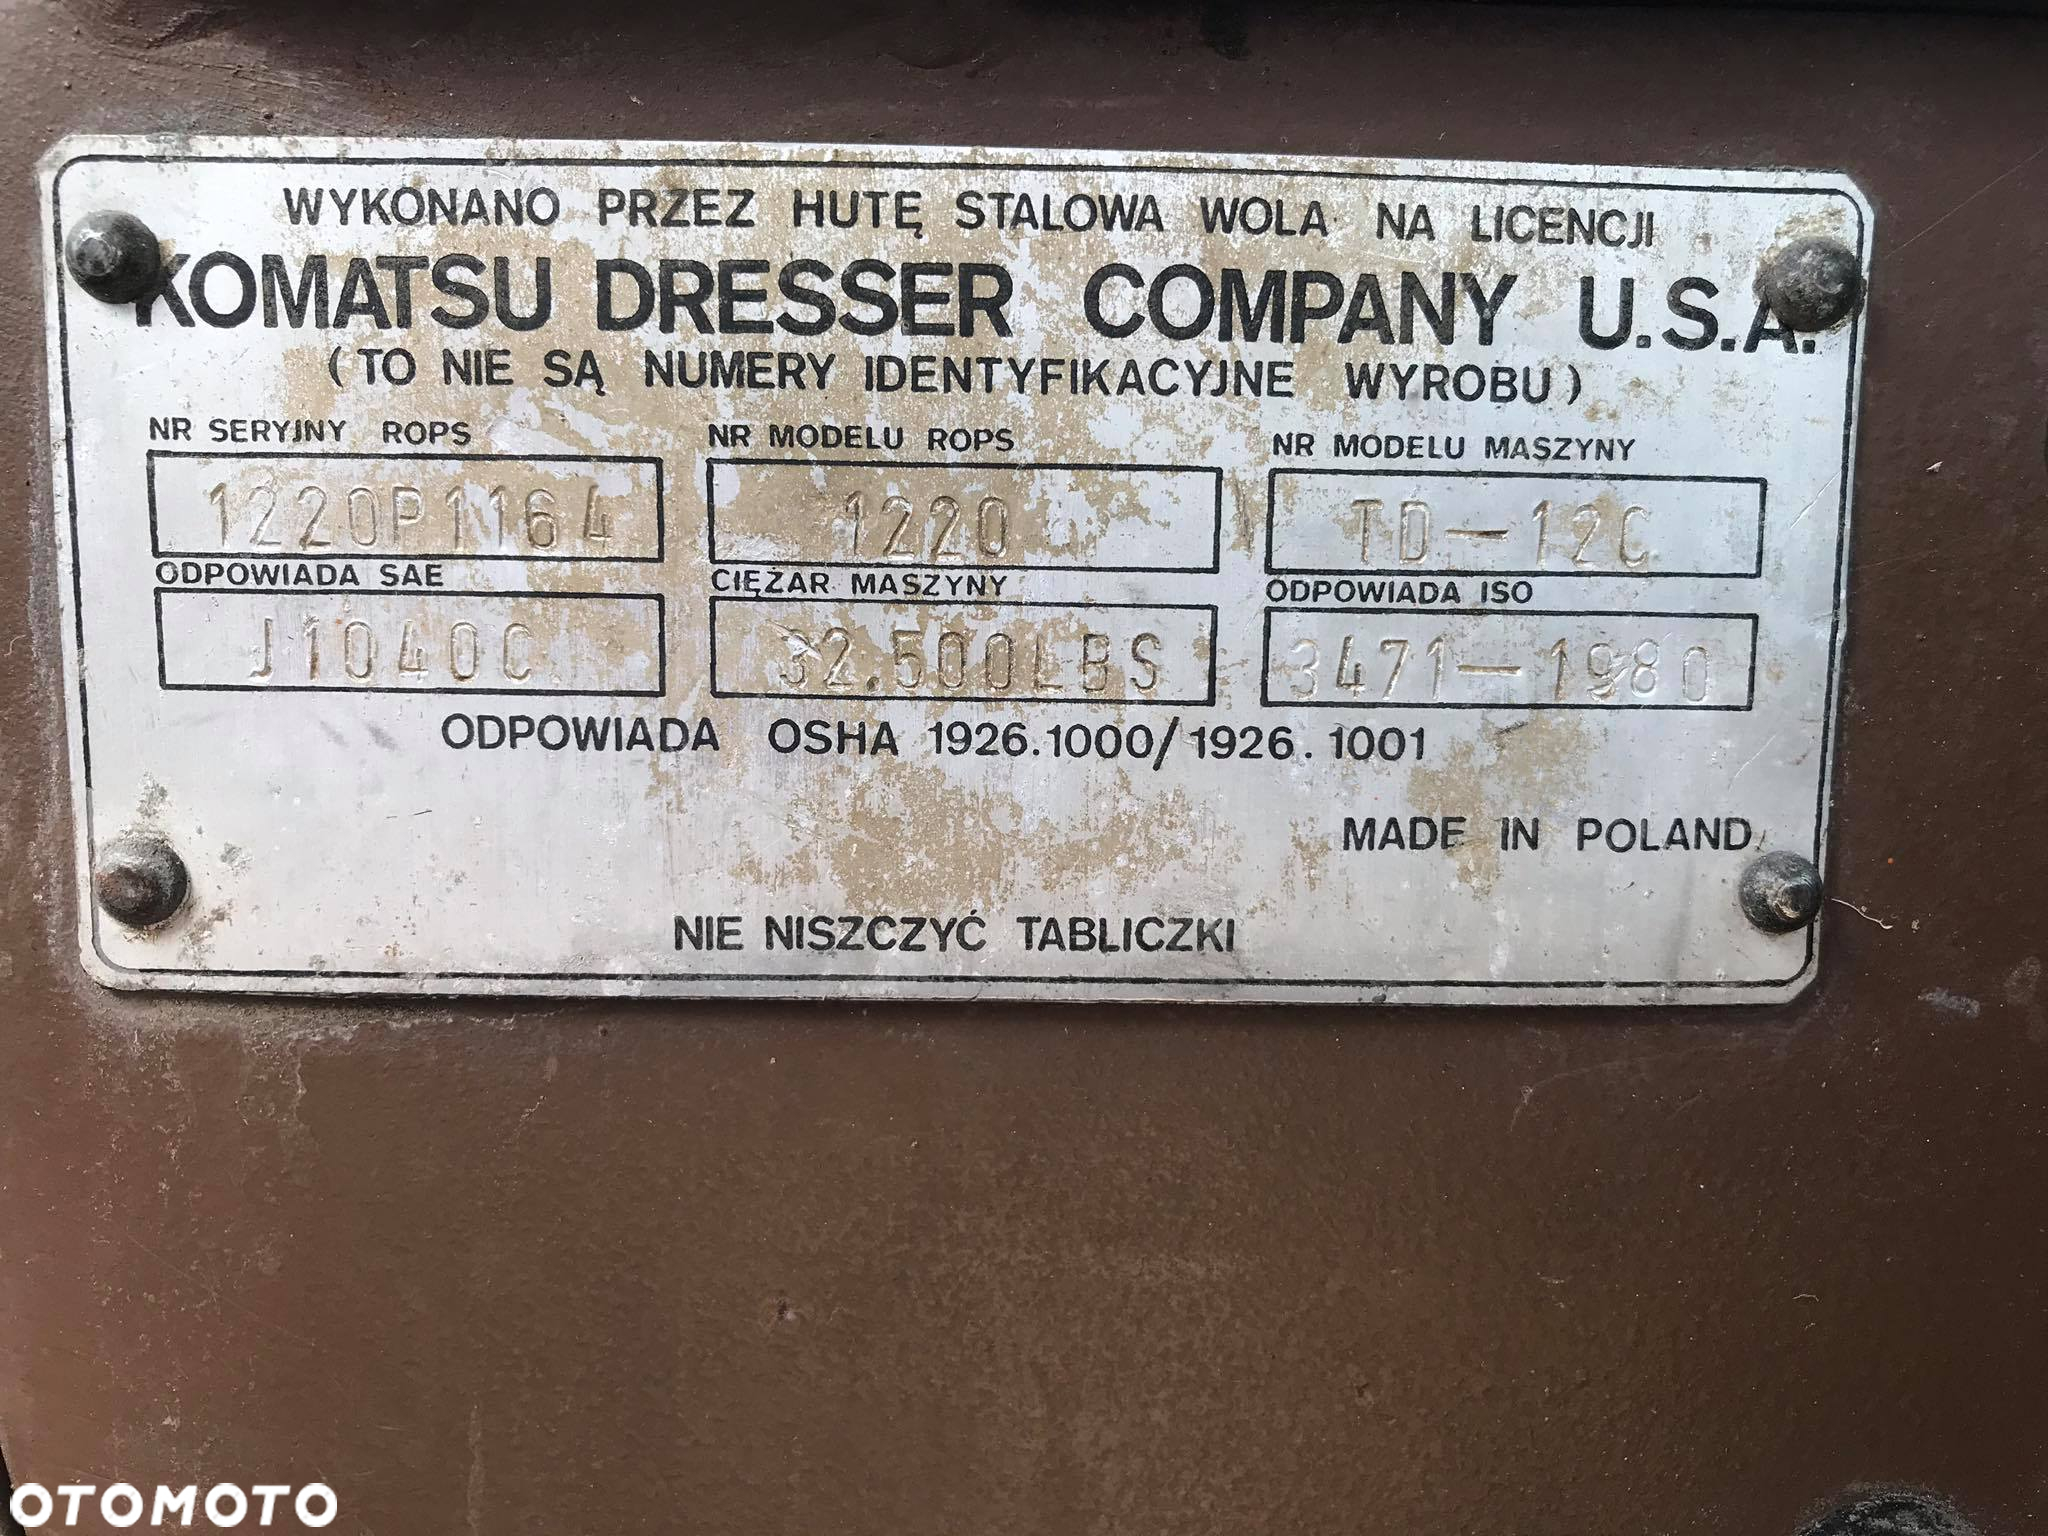 WYKONANO PRZEZ HUTĘ STALOWA WOLA NA LICENCJI
KOMATSU DRESSER COMPANY U.S.A.
(TO NIE SĄ NUMERY IDENTYFIKACYJNE WYROBU)
NR SERYJNY ROPS NR MODELU ROPS NR MODELU MASZYNY
1220P1164 1220 TD-12C
ODPOWIADA SAE CIĘŻAR MASZYNY ODPOWIADA ISO
J1040C 32.500LBS 3471-1980
ODPOWIADA OSHA 1926.1000/1926.1001
MADE IN POLAND
NIE NISZCZYĆ TABLICZKI
OTOMOTO